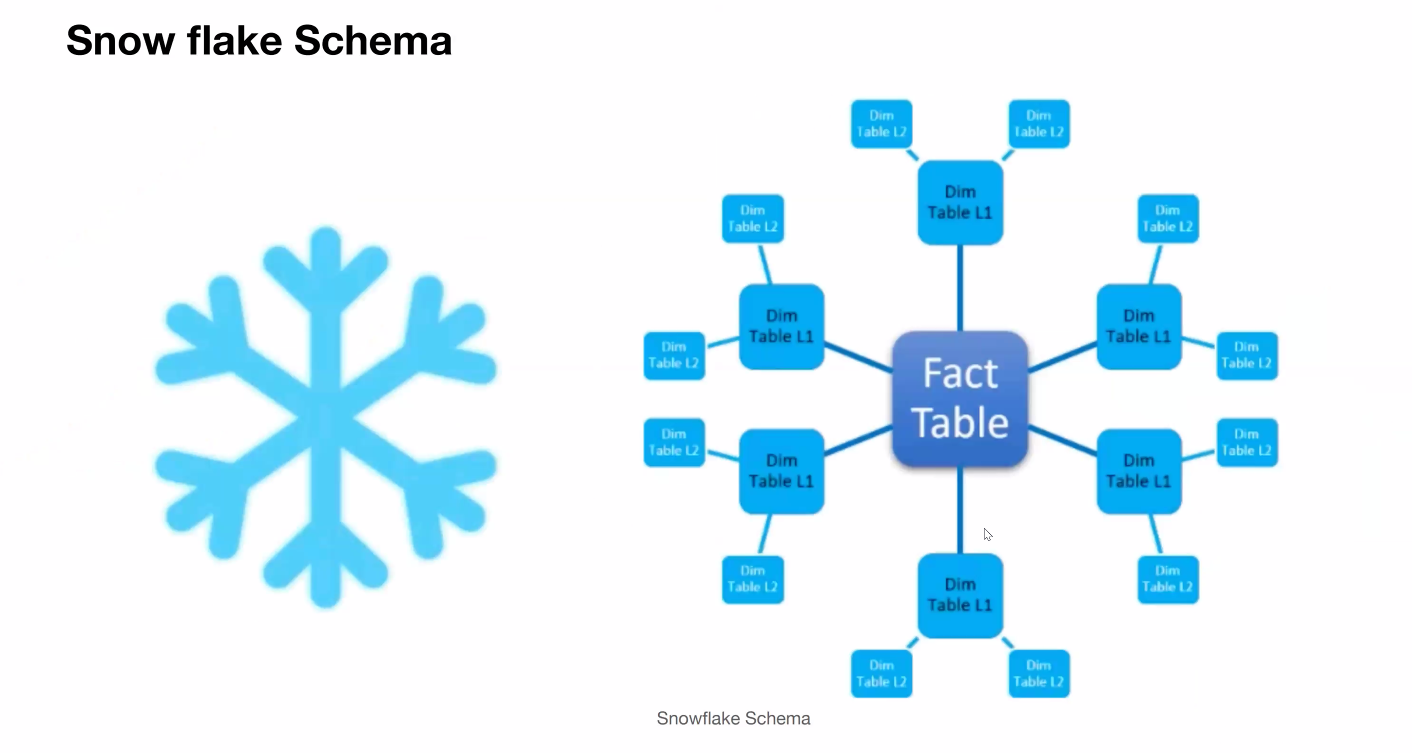 Snow flake Schema
Dim
Table L2
Dim
Table L2
Dim
Table L1
Dim
Table L2
Dim
Table L2
Dim
Table L1
Dim
Table L1
Dim
Table L2
Dim
Table L2
Fact
Table
Dim
Table L2
Dim
Table L2
Dim
Table L1
Dim
Table L1
Dim
Table L2
Dim
Table L2
Dim
Table L1
Dim
Table L2
Dim
Table L2
Snowflake Schema